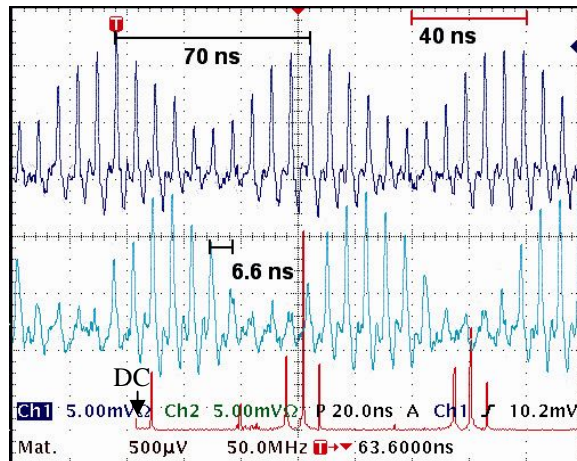 T
70 ns
40 ns
6.6 ns
DC
Ch1 5.00mVΩ Ch2 5.00mVΩ P 20.0ns A Ch1 ƒ 10.2mV
Mat. 500µV 50.0MHz T→▼ 63.6000ns